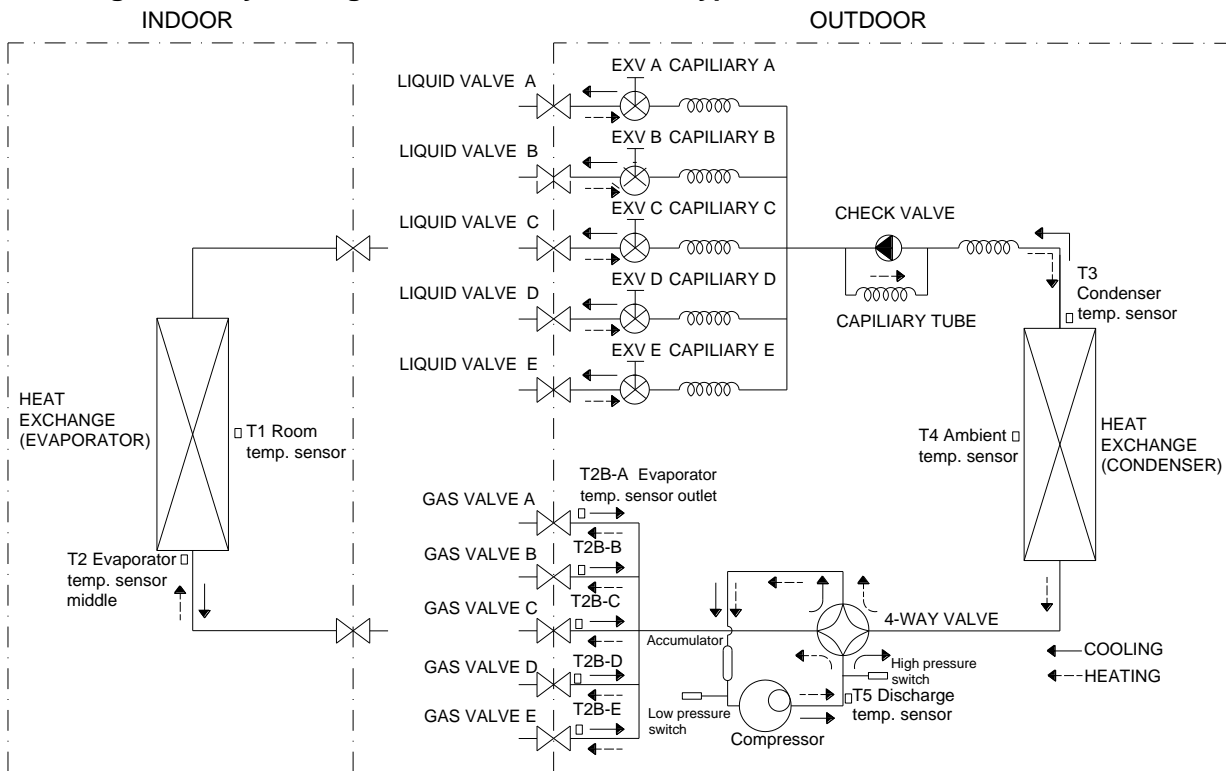 INDOOR
OUTDOOR
LIQUID VALVE A
EXV A CAPILIARY A
LIQUID VALVE B
EXV B CAPILIARY B
LIQUID VALVE C
EXV C CAPILIARY C
LIQUID VALVE D
EXV D CAPILIARY D
LIQUID VALVE E
EXV E CAPILIARY E
CHECK VALVE
CAPILIARY TUBE
T3
Condenser
temp. sensor
HEAT
EXCHANGE
(EVAPORATOR)
T1 Room
temp. sensor
T4 Ambient
temp. sensor
HEAT
EXCHANGE
(CONDENSER)
T2 Evaporator
temp. sensor
middle
GAS VALVE A
T2B-A Evaporator
temp. sensor outlet
GAS VALVE B
T2B-B
GAS VALVE C
T2B-C
GAS VALVE D
T2B-D
GAS VALVE E
T2B-E
Accumulator
4-WAY VALVE
High pressure
switch
Low pressure
switch
T5 Discharge
temp. sensor
Compressor
COOLING
HEATING